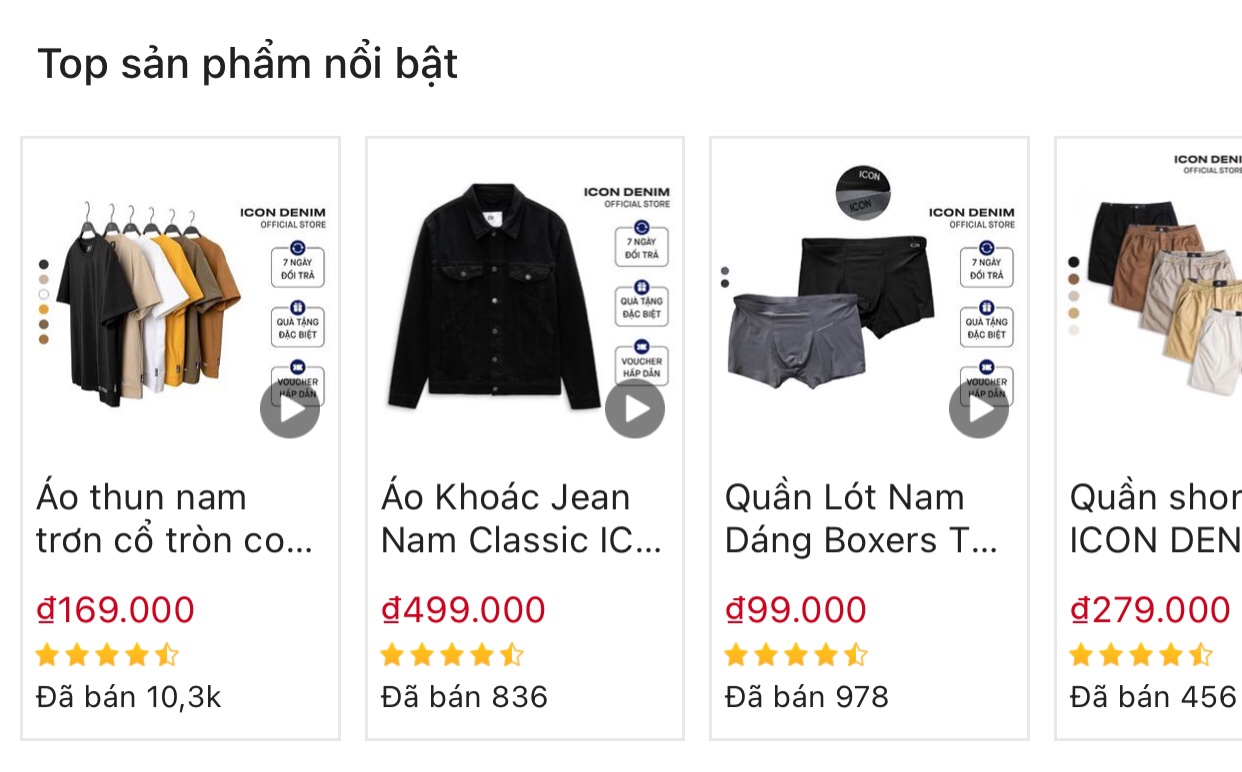 Top sản phẩm nổi bật
ICON DENIM
OFFICIAL STORE
7 NGÀY
ĐỔI TRẢ
QUÀ TẶNG
ĐẶC BIỆT
VOUCHER
HẤP DẪN
Áo thun nam
trơn cổ tròn co...
₫169.000
Đã bán 10,3k
ICON DENIM
OFFICIAL STORE
7 NGÀY
ĐỔI TRẢ
QUÀ TẶNG
ĐẶC BIỆT
VOUCHER
HẤP DẪN
Áo Khoác Jean
Nam Classic IC...
₫499.000
Đã bán 836
ICON
ICON
ICON DENIM
OFFICIAL STORE
7 NGÀY
ĐỔI TRẢ
QUÀ TẶNG
ĐẶC BIỆT
VOUCHER
HẤP DẪN
Quần Lót Nam
Dáng Boxers T...
₫99.000
Đã bán 978
ICON DENI
OFFICIAL STORE
Quần shor
ICON DEN
₫279.000
Đã bán 456